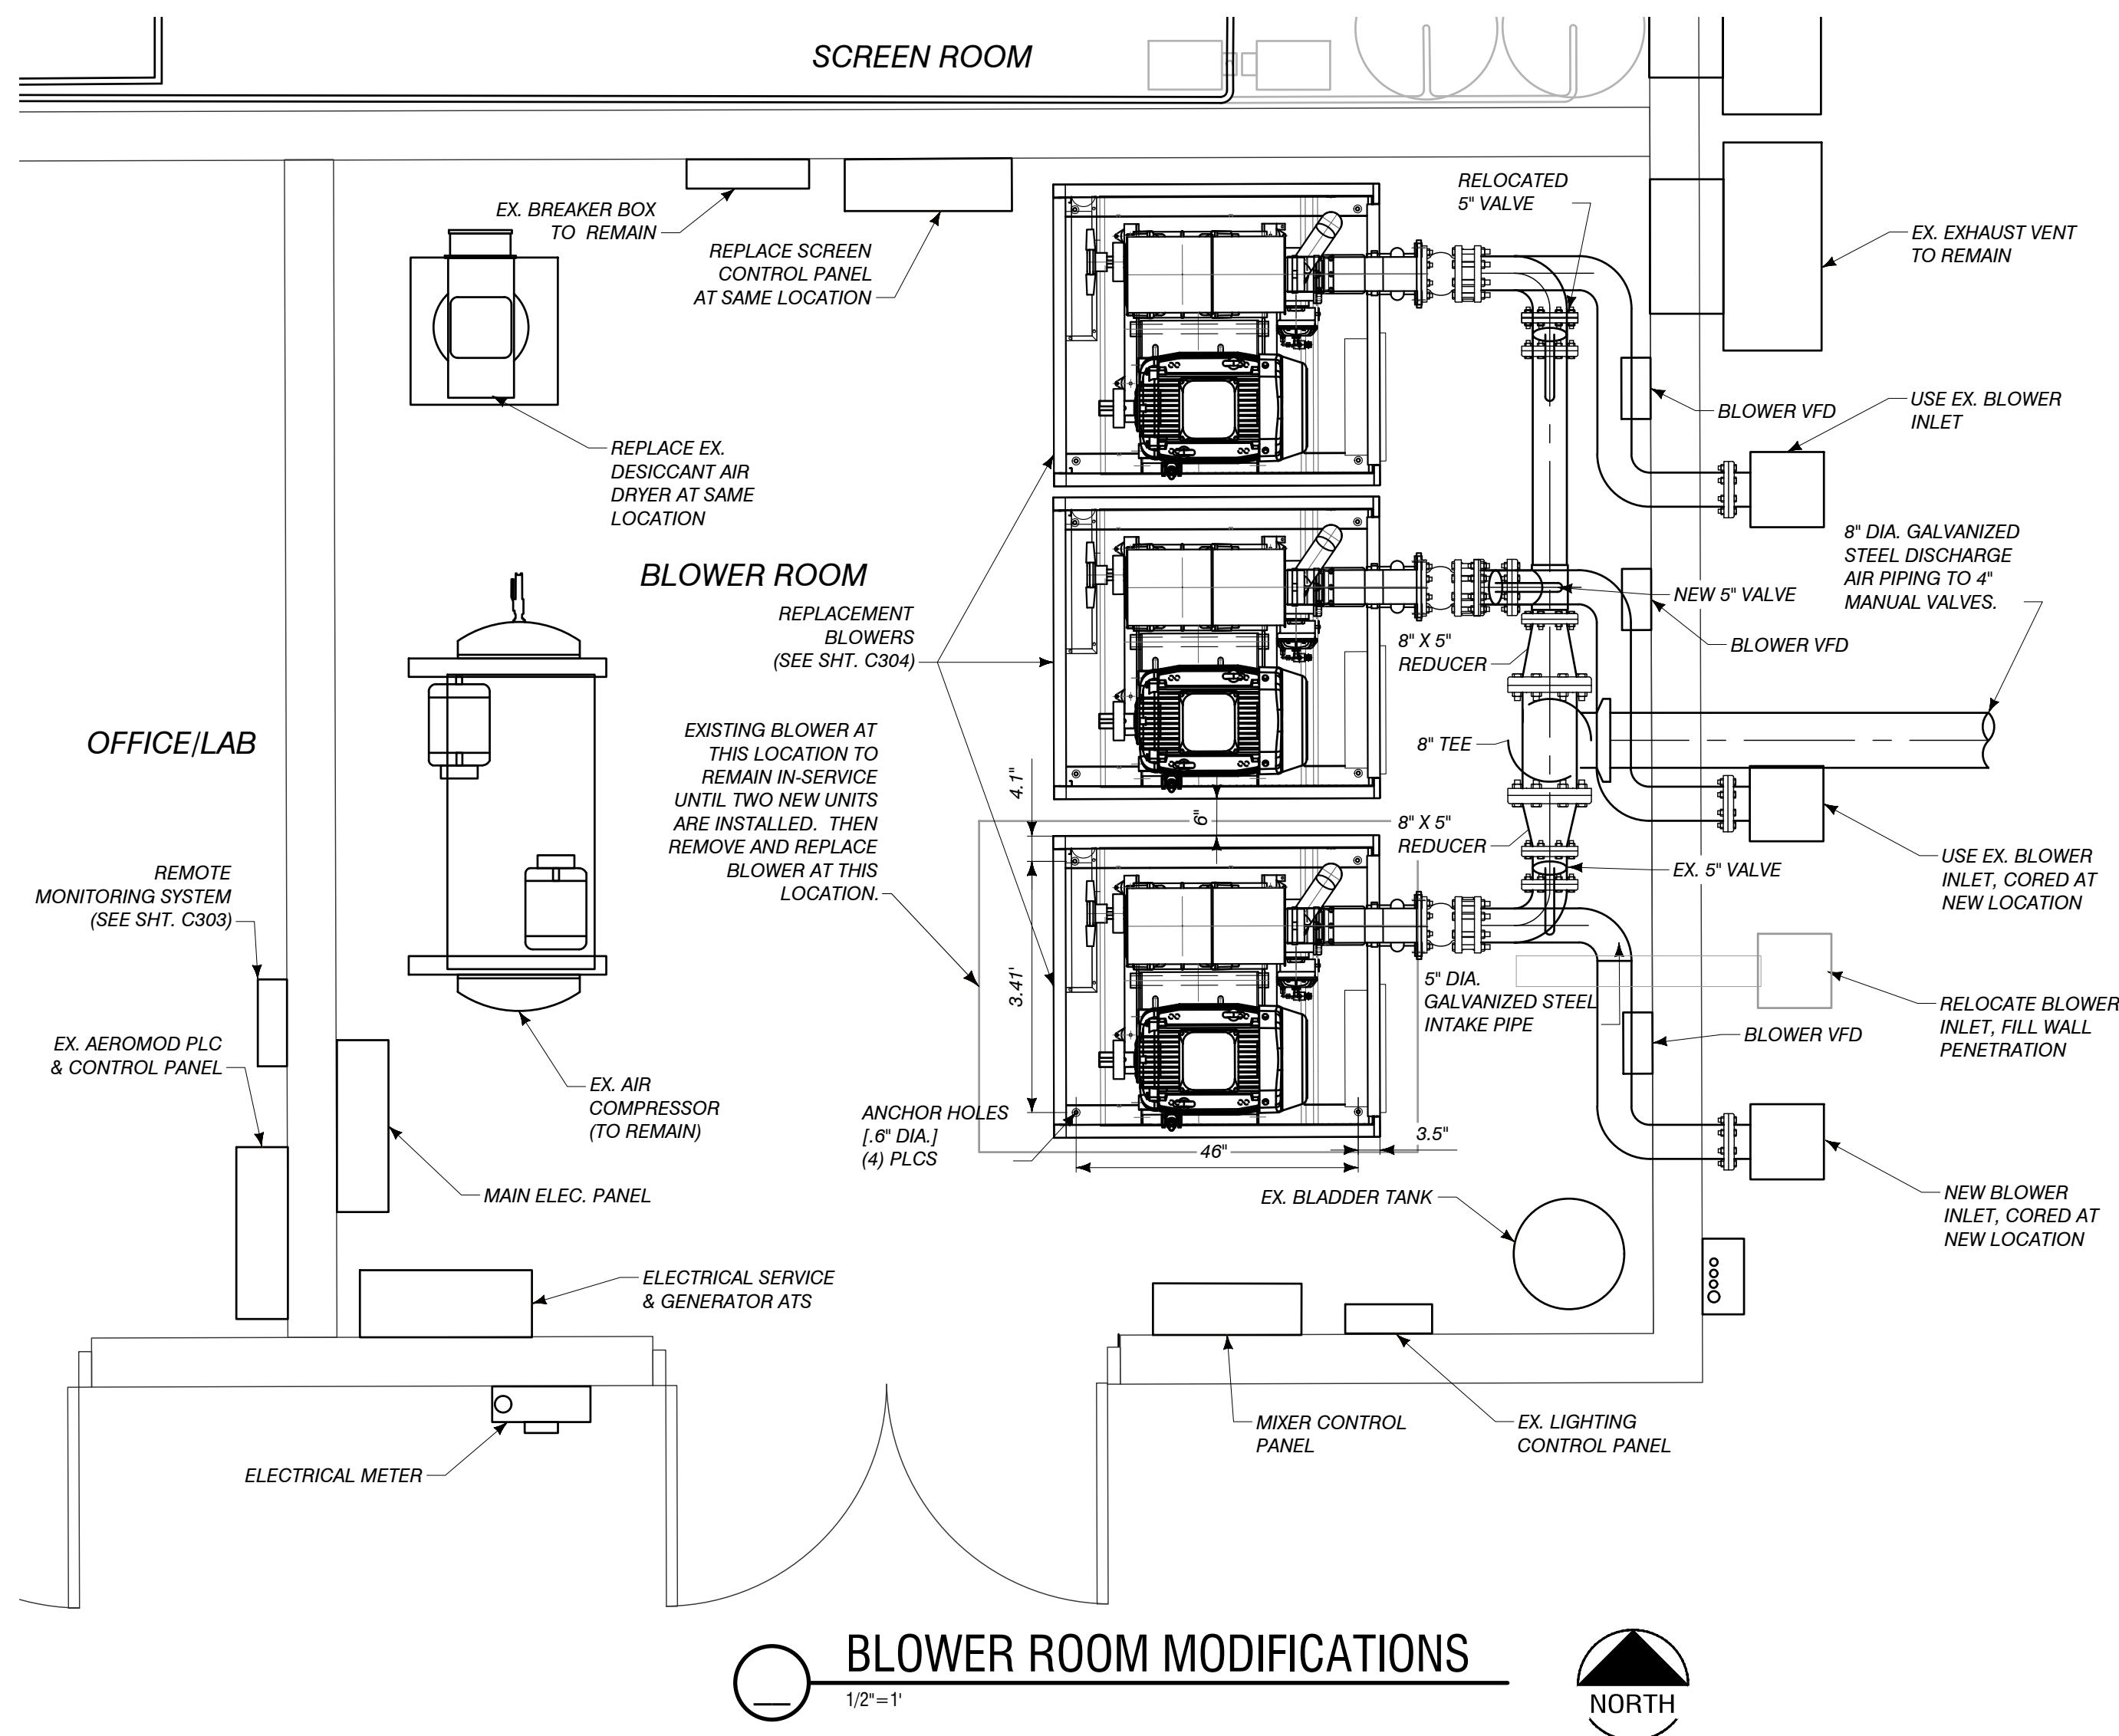 SCREEN ROOM
RELOCATED
5" VALVE
EX. BREAKER BOX
TO REMAIN
REPLACE SCREEN
CONTROL PANEL
AT SAME LOCATION
EX. EXHAUST VENT
TO REMAIN
BLOWER VFD
USE EX. BLOWER
INLET
REPLACE EX.
DESICCANT AIR
DRYER AT SAME
LOCATION
8" DIA. GALVANIZED
STEEL DISCHARGE
AIR PIPING TO 4"
MANUAL VALVES.
BLOWER ROOM
REPLACEMENT
BLOWERS
(SEE SHT. C304)
NEW 5" VALVE
BLOWER VFD
8" X 5"
REDUCER
OFFICE/LAB
EXISTING BLOWER AT
THIS LOCATION TO
REMAIN IN-SERVICE
UNTIL TWO NEW UNITS
ARE INSTALLED. THEN
REMOVE AND REPLACE
BLOWER AT THIS
LOCATION.
8" TEE
4.1"
6"
8" X 5"
REDUCER
EX. 5" VALVE
USE EX. BLOWER
INLET, CORED AT
NEW LOCATION
REMOTE
MONITORING SYSTEM
(SEE SHT. C303)
3.41'
5" DIA.
GALVANIZED STEEL
INTAKE PIPE
RELOCATE BLOWER
INLET, FILL WALL
PENETRATION
BLOWER VFD
EX. AEROMOD PLC
& CONTROL PANEL
EX. AIR
COMPRESSOR
(TO REMAIN)
ANCHOR HOLES
[.6" DIA.]
(4) PLCS
3.5"
46"
MAIN ELEC. PANEL
EX. BLADDER TANK
NEW BLOWER
INLET, CORED AT
NEW LOCATION
ELECTRICAL SERVICE
& GENERATOR ATS
MIXER CONTROL
PANEL
EX. LIGHTING
CONTROL PANEL
ELECTRICAL METER
BLOWER ROOM MODIFICATIONS
1/2"=1'
NORTH